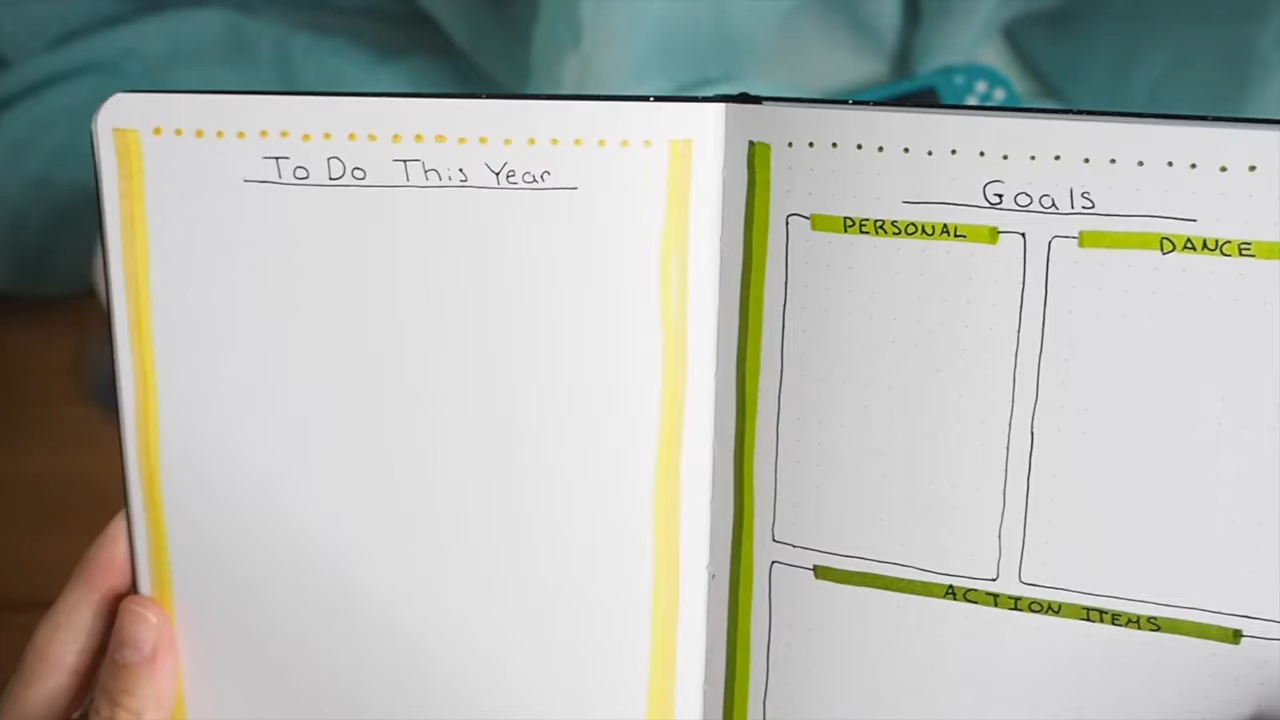 To Do This Year
Goals
PERSONAL
DANCE
ACTION ITEMS